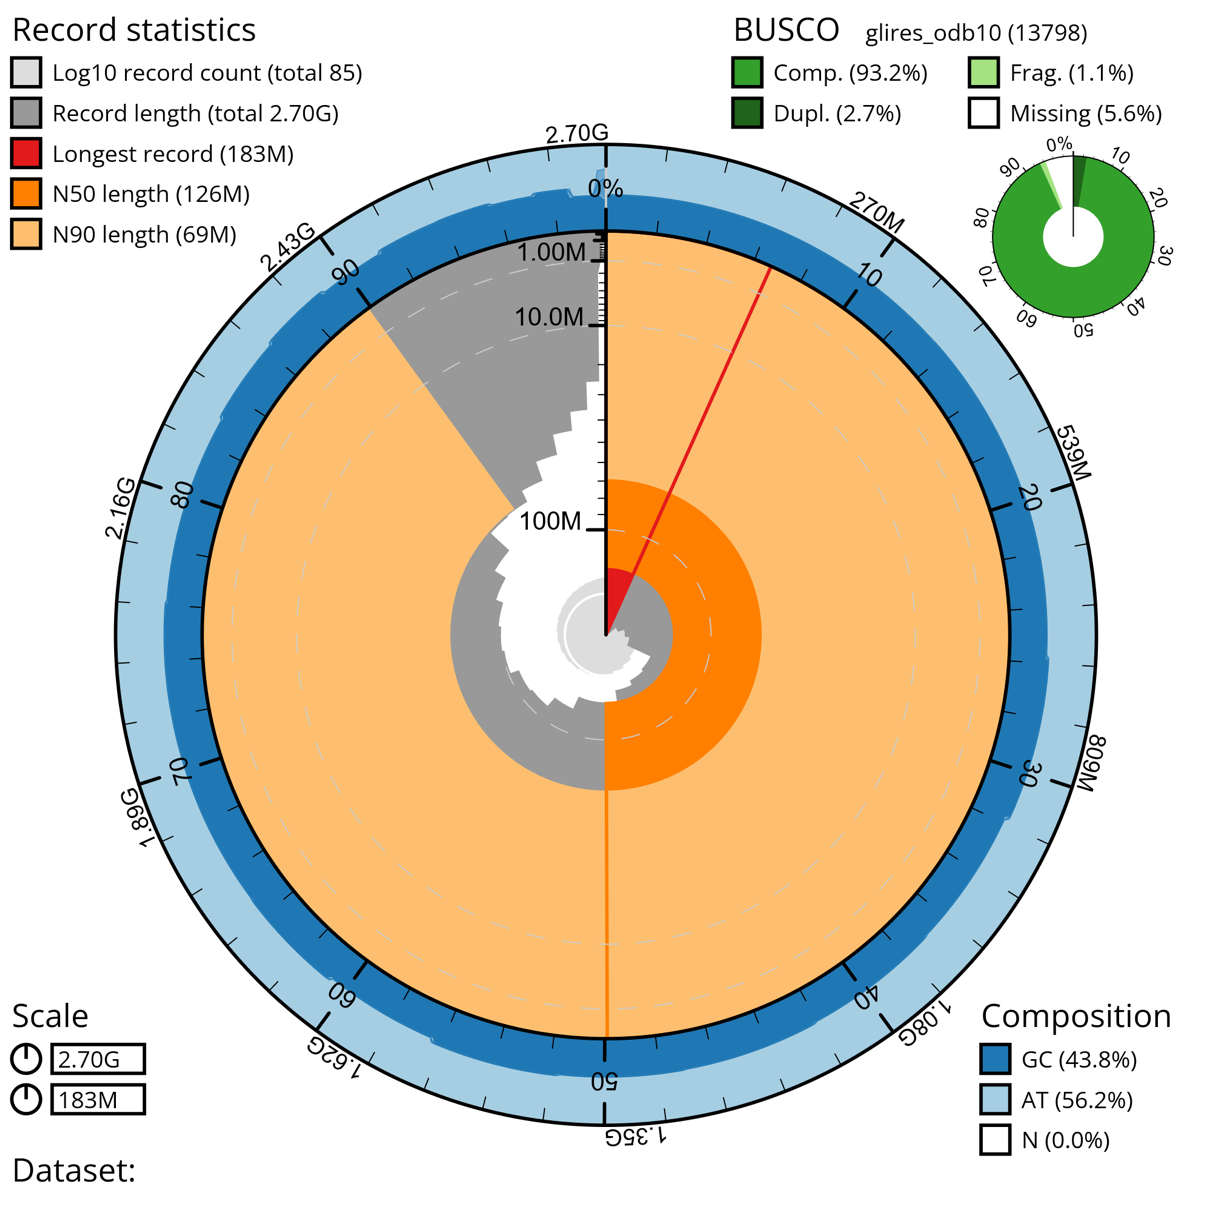 Record statistics
Log10 record count (total 85)
Record length (total 2.70G)
Longest record (183M)
N50 length (126M)
N90 length (69M)
BUSCO glires_odb10 (13798)
Comp. (93.2%)
Frag. (1.1%)
Dupl. (2.7%)
Missing (5.6%)
0%
10
20
30
40
50
60
70
80
90
2.70G
270M
539M
809M
1.08G
1.35G
1.62G
1.89G
2.16G
2.43G
0%
10
20
30
40
50
60
70
80
90
1.00M
10.0M
100M
Scale
2.70G
183M
Dataset:
Composition
GC (43.8%)
AT (56.2%)
N (0.0%)